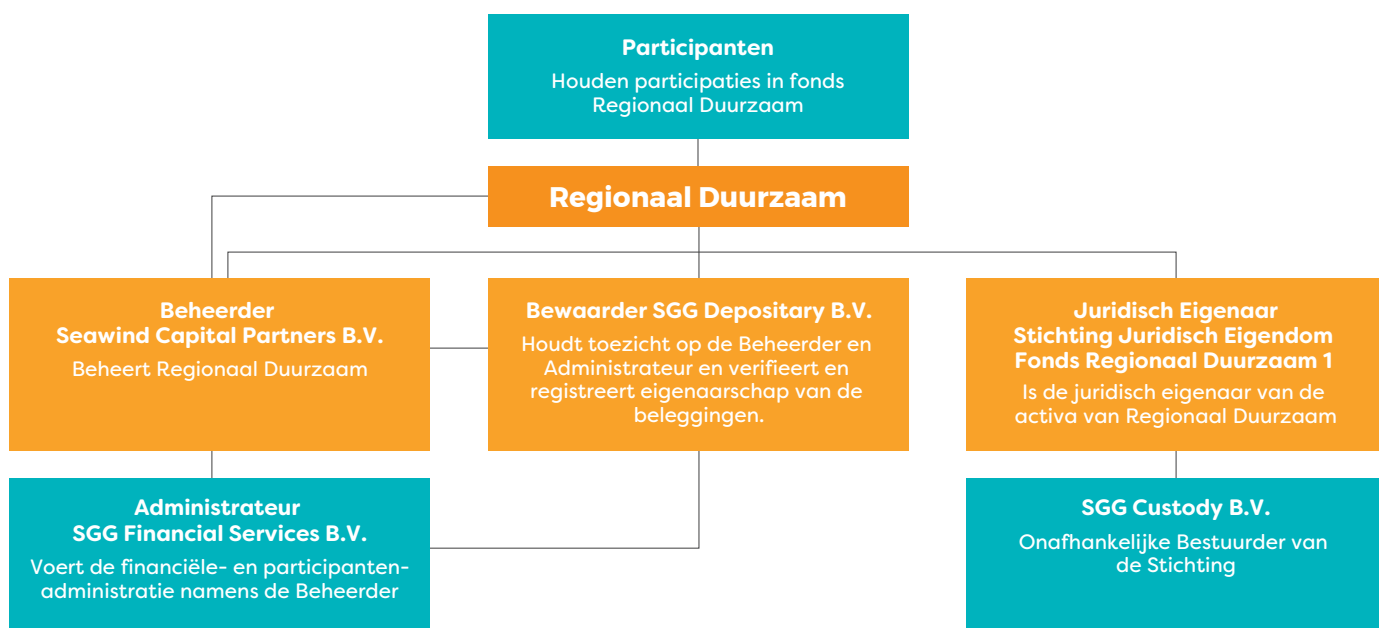 Participanten
Houden participaties in fonds
Regionaal Duurzaam
Regionaal Duurzaam
Beheerder
Seawind Capital Partners B.V.
Beheert Regionaal Duurzaam
Bewaarder SGG Depositary B.V.
Houdt toezicht op de Beheerder en
Administrateur en verifieert en
registreert eigenaarschap van de
beleggingen.
Juridisch Eigenaar
Stichting Juridisch Eigendom
Fonds Regionaal Duurzaam 1
Is de juridisch eigenaar van de
activa van Regionaal Duurzaam
Administrateur
SGG Financial Services B.V.
Voert de financiële- en participanten-
administratie namens de Beheerder
SGG Custody B.V.
Onafhankelijke Bestuurder van
de Stichting